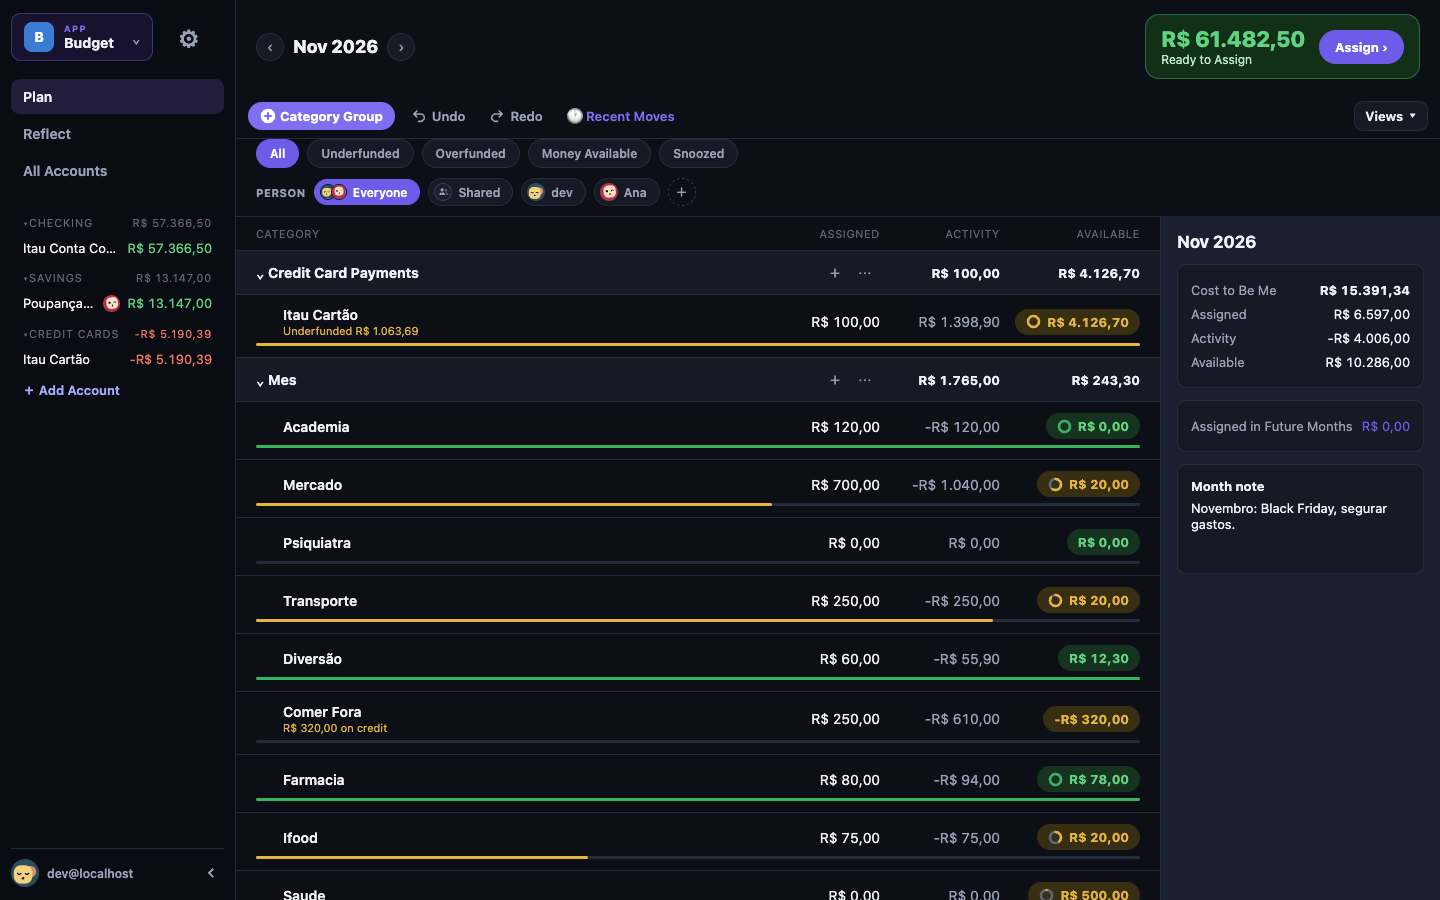 B
APP
Budget
Plan
Reflect
All Accounts
CHECKING R$ 57.366,50
Itau Conta Co... R$ 57.366,50
SAVINGS R$ 13.147,00
Poupança... R$ 13.147,00
CREDIT CARDS -R$ 5.190,39
Itau Cartão -R$ 5.190,39
+ Add Account
dev@localhost
Nov 2026
R$ 61.482,50
Ready to Assign
Assign ›
Category Group Undo Redo Recent Moves Views
All Underfunded Overfunded Money Available Snoozed
PERSON Everyone Shared dev Ana +
CATEGORY ASSIGNED ACTIVITY AVAILABLE
Credit Card Payments + ... R$ 100,00 R$ 4.126,70
Itau Cartão
Underfunded R$ 1.063,69
R$ 100,00 R$ 1.398,90 R$ 4.126,70
Mes + ... R$ 1.765,00 R$ 243,30
Academia R$ 120,00 -R$ 120,00 R$ 0,00
Mercado R$ 700,00 -R$ 1.040,00 R$ 20,00
Psiquiatra R$ 0,00 R$ 0,00 R$ 0,00
Transporte R$ 250,00 -R$ 250,00 R$ 20,00
Diversão R$ 60,00 -R$ 55,90 R$ 12,30
Comer Fora
R$ 320,00 on credit
R$ 250,00 -R$ 610,00 -R$ 320,00
Farmacia R$ 80,00 -R$ 94,00 R$ 78,00
Ifood R$ 75,00 -R$ 75,00 R$ 20,00
Saude R$ 0,00 R$ 0,00 R$ 500,00
Nov 2026
Cost to Be Me R$ 15.391,34
Assigned R$ 6.597,00
Activity -R$ 4.006,00
Available R$ 10.286,00
Assigned in Future Months R$ 0,00
Month note
Novembro: Black Friday, segurar
gastos.